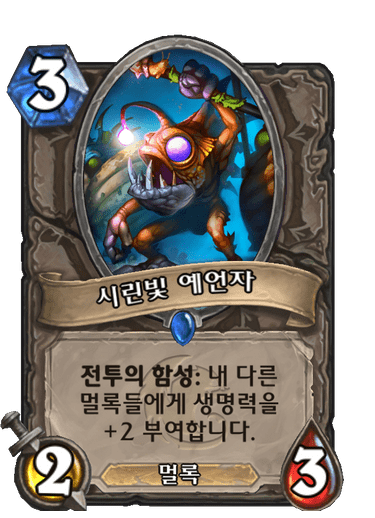 3
시린빛 예언자
전투의 함성: 내 다른
멀록들에게 생명력을
+2 부여합니다.
2
멀록
3